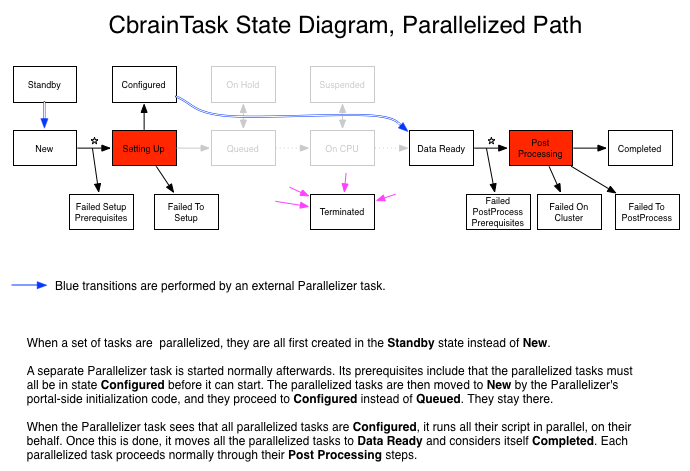 CbrainTask State Diagram, Parallelized Path
Standby
Configured
On Hold
Suspended
New
Setting Up
Queued
On CPU
Data Ready
Post
Processing
Completed
Failed Setup
Prerequisites
Failed To
Setup
Terminated
Failed
PostProcess
Prerequisites
Failed On
Cluster
Failed To
PostProcess
Blue transitions are performed by an external Parallelizer task.
When a set of tasks are parallelized, they are all first created in the Standby state instead of New.
A separate Parallelizer task is started normally afterwards. Its prerequisites include that the parallelized tasks must
all be in state Configured before it can start. The parallelized tasks are then moved to New by the Parallelizer's
portal-side initialization code, and they proceed to Configured instead of Queued. They stay there.
When the Parallelizer task sees that all parallelized tasks are Configured, it runs all their script in parallel, on their
behalf. Once this is done, it moves all the parallelized tasks to Data Ready and considers itself Completed. Each
parallelized task proceeds normally through their Post Processing steps.